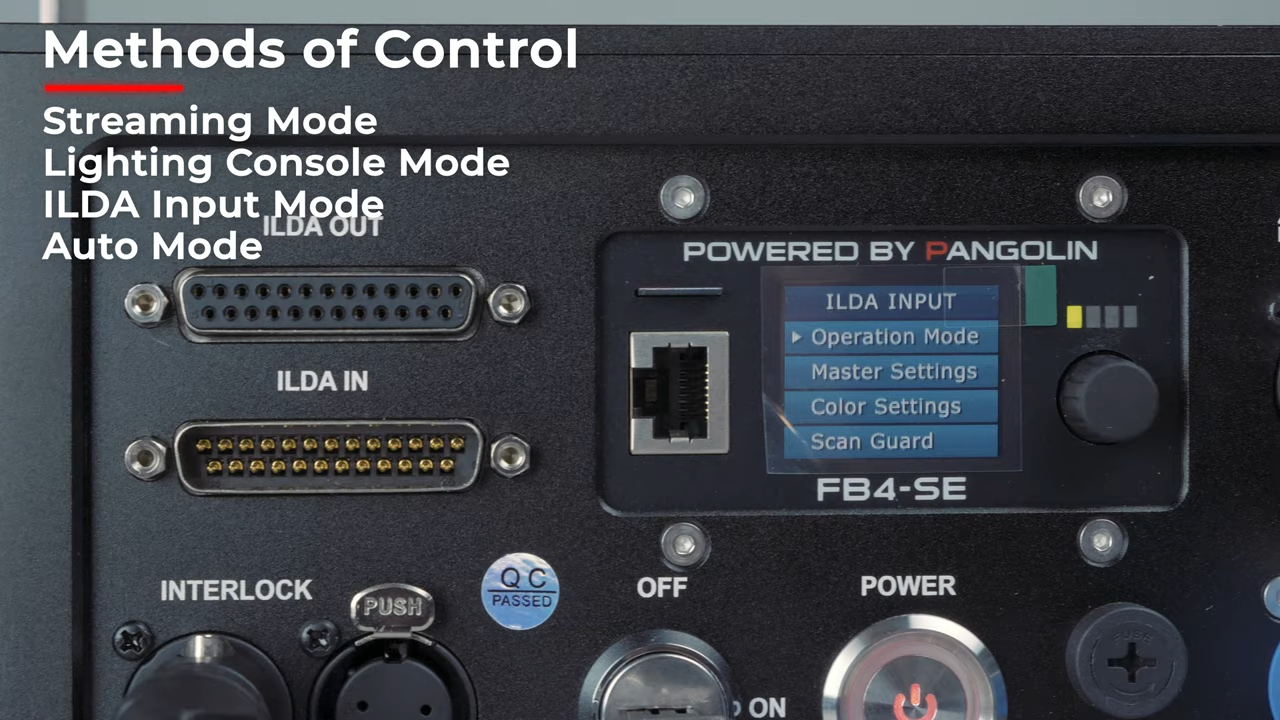 Methods of Control
Streaming Mode
Lighting Console Mode
ILDA Input Mode
Auto Mode
ILDA OUT
ILDA IN
POWERED BY PANGOLIN
ILDA INPUT
Operation Mode
Master Settings
Color Settings
Scan Guard
FB4-SE
INTERLOCK
PUSH
QC
PASSED
OFF
ON
POWER
FUSE